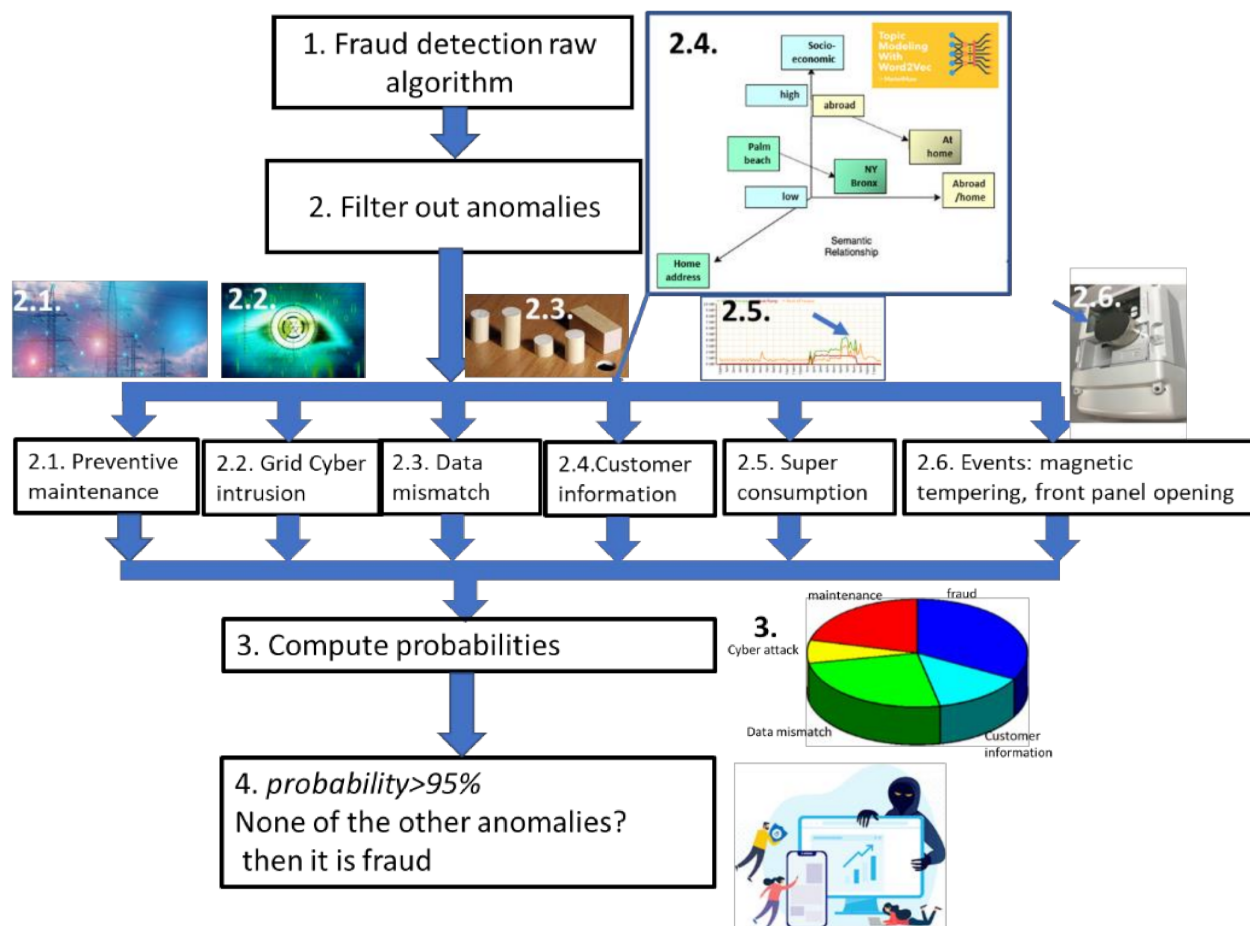 1. Fraud detection raw
algorithm
2. Filter out anomalies
2.4.
Socio-
economic
Topic
Modeling
With
Word2Vec
high
abroad
Palm
beach
At
home
NY
Bronx
low
Abroad
/home
Semantic
Relationship
Home
address
2.1.
2.2.
2.3.
2.5.
2.6.
2.1. Preventive
maintenance
2.2. Grid Cyber
intrusion
2.3. Data
mismatch
2.4.Customer
information
2.5. Super
consumption
2.6. Events: magnetic
tempering, front panel opening
3. Compute probabilities
3.
maintenance
fraud
Cyber attack
Data mismatch
Customer
information
4. probability>95%
None of the other anomalies?
then it is fraud